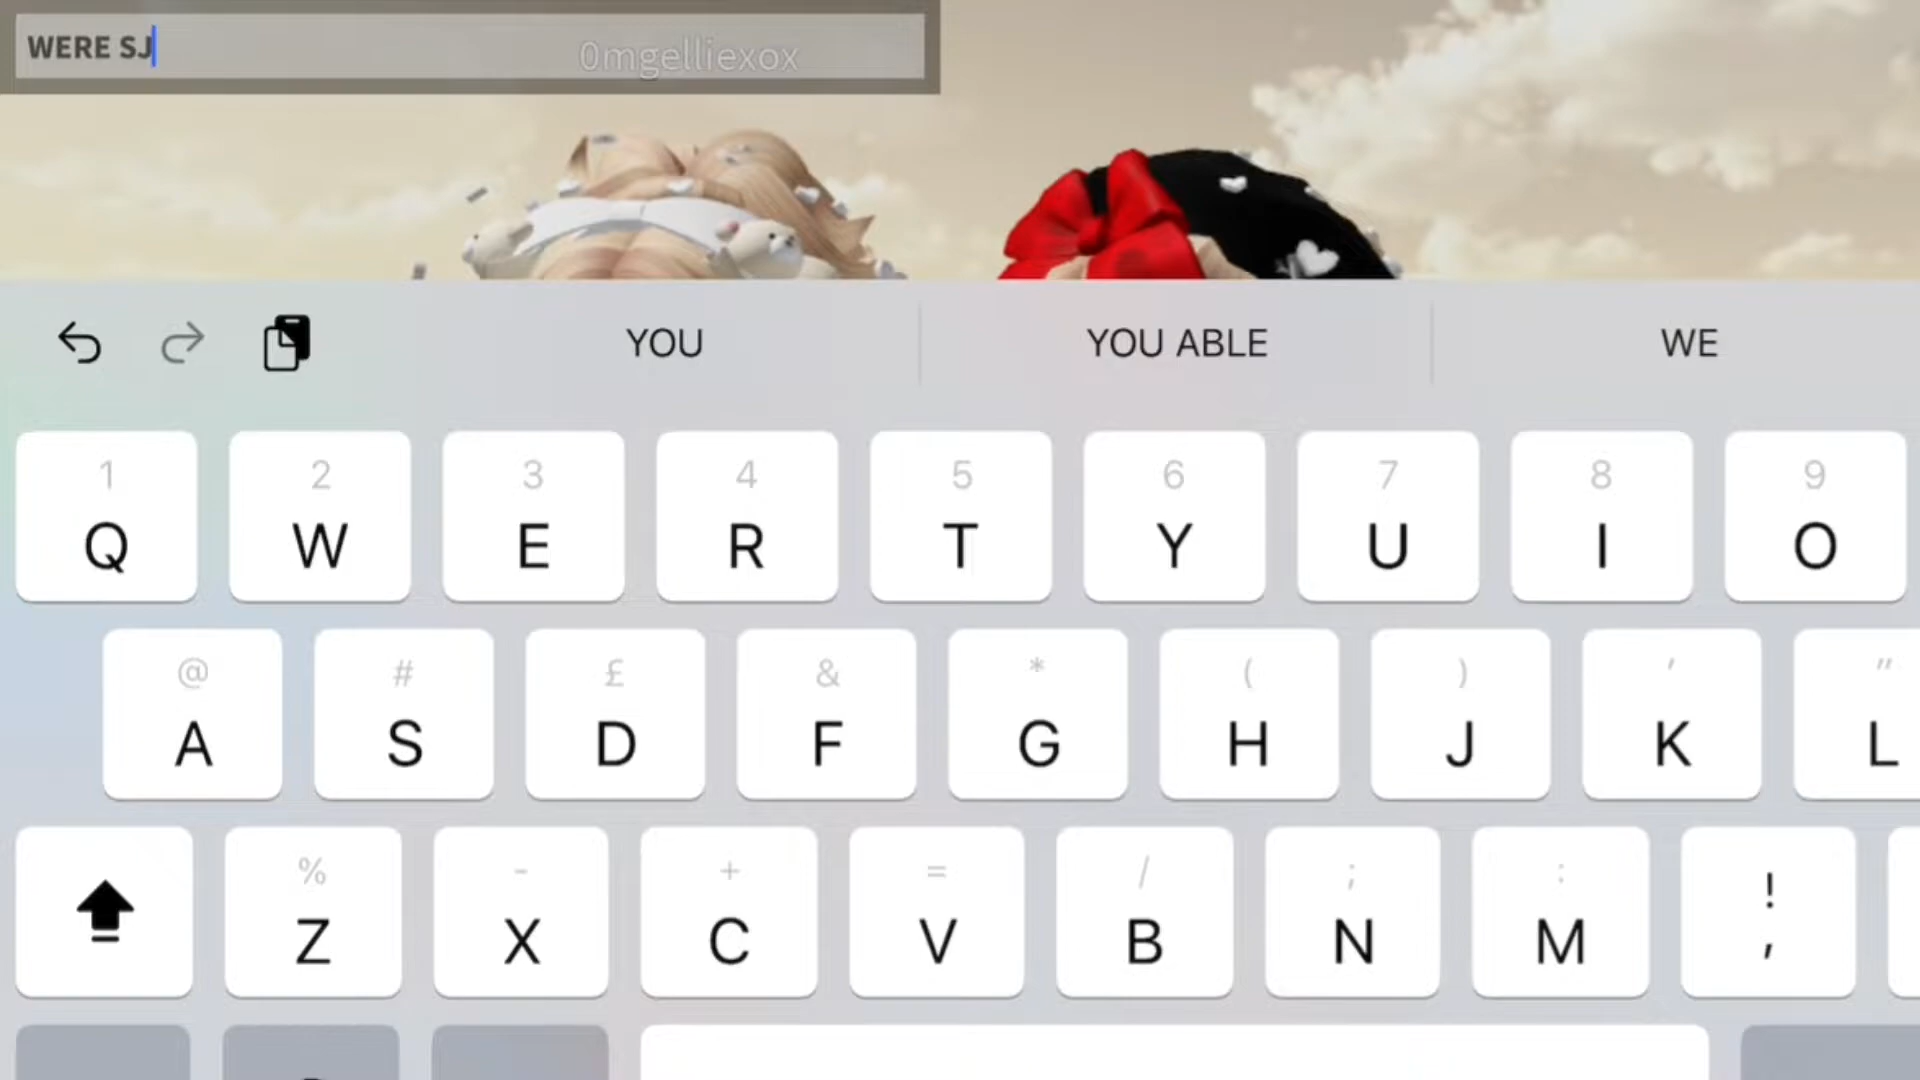 WERE SJ
0mgelliexox
YOU YOU ABLE WE
1 2 3 4 5 6 7 8 9
Q W E R T Y U I O
@ # £ & * ( ) ' "
A S D F G H J K L
% - + = / ; : !
Z X C V B N M ,